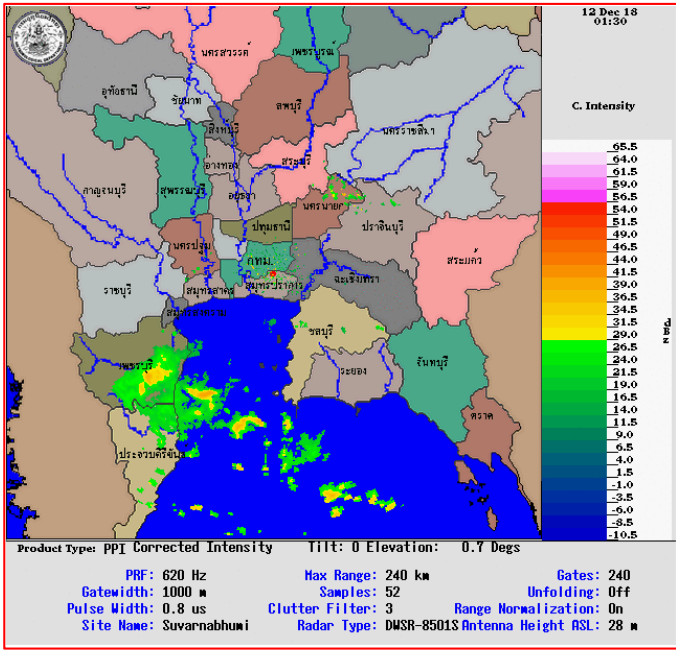 12 Dec 18
01:30
C. Intensity
65.5
64.0
61.5
59.0
56.5
54.0
51.5
49.0
46.5
44.0
41.5
39.0
36.5
34.0
31.5
29.0
26.5
24.0
21.5
19.0
16.5
14.0
11.5
9.0
6.5
4.0
1.5
-1.0
-3.5
-6.0
-8.5
-10.5
นครสวรรค์
เพชรบูรณ์
อุทัยธานี
ชัยนาท
ลพบุรี
สิงห์บุรี
นครราชสีมา
อ่างทอง
สระบุรี
กาญจนบุรี
สุพรรณบุรี
อยุธยา
นครนายก
ปราจีนบุรี
ปทุมธานี
นครปฐม
กทม.
สระแก้ว
ราชบุรี
สมุทรสาคร
สมุทรปราการ
ฉะเชิงเทรา
สมุทรสงคราม
ชลบุรี
เพชรบุรี
ระยอง
จันทบุรี
ตราด
ประจวบคีรีขันธ์
Product Type: PPI Corrected Intensity Tilt: 0 Elevation: 0.7 Degs
PRF: 620 Hz Max Range: 240 km Gates: 240
Gatewidth: 1000 m Samples: 52 Unfolding: Off
Pulse Width: 0.8 us Clutter Filter: 3 Range Normalization: On
Site Name: Suvarnabhumi Radar Type: DWSR-8501S Antenna Height ASL: 28 m